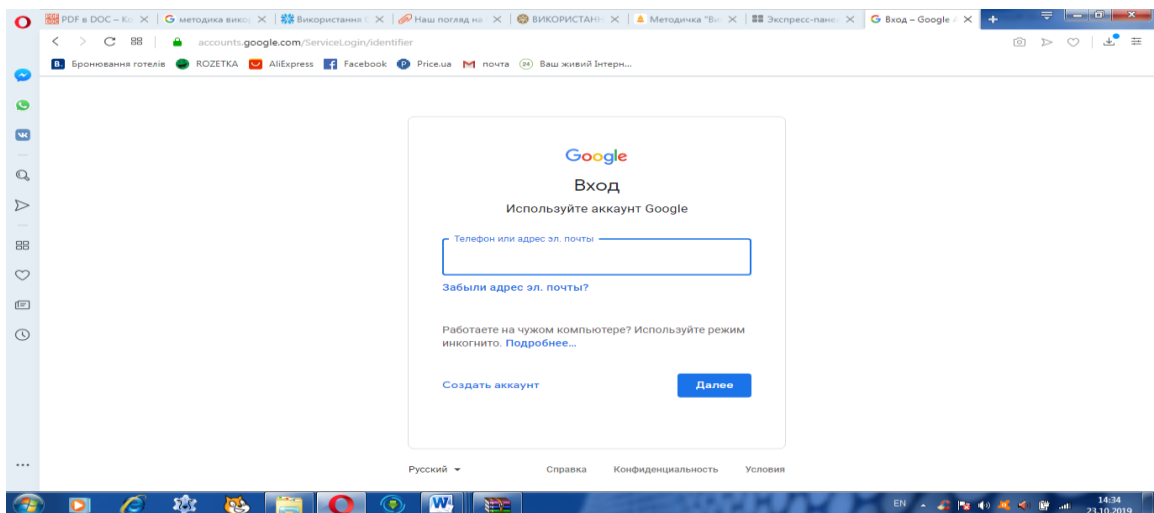 PDF в DOC – Ко
методика вико
Використання
Наш погляд на
ВИКОРИСТАНН
Методичка "Ви
Экспресс-пане
Вход – Google
accounts.google.com/ServiceLogin/identifier
B. Бронювання готелів ROZETKA AliExpress Facebook Price.ua почта 24 Ваш живий Інтерн...
Google
Вход
Используйте аккаунт Google
Телефон или адрес эл. почты
Забыли адрес эл. почты?
Работаете на чужом компьютере? Используйте режим
инкогнито. Подробнее...
Создать аккаунт Далее
Русский Справка Конфиденциальность Условия
EN 14:34
23.10.2019